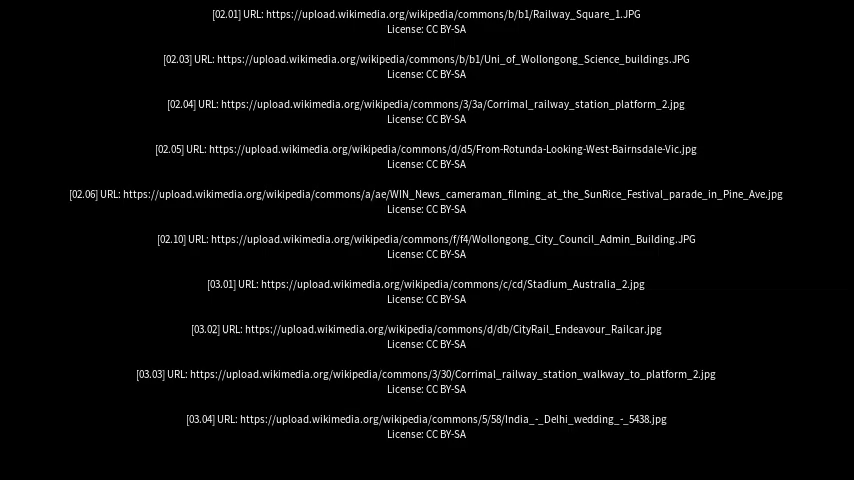 [02.01] URL: https://upload.wikimedia.org/wikipedia/commons/b/b1/Railway_Square_1.JPG
License: CC BY-SA
[02.03] URL: https://upload.wikimedia.org/wikipedia/commons/b/b1/Uni_of_Wollongong_Science_buildings.JPG
License: CC BY-SA
[02.04] URL: https://upload.wikimedia.org/wikipedia/commons/3/3a/Corrimal_railway_station_platform_2.jpg
License: CC BY-SA
[02.05] URL: https://upload.wikimedia.org/wikipedia/commons/d/d5/From-Rotunda-Looking-West-Bairnsdale-Vic.jpg
License: CC BY-SA
[02.06] URL: https://upload.wikimedia.org/wikipedia/commons/a/ae/WIN_News_cameraman_filming_at_the_SunRice_Festival_parade_in_Pine_Ave.jpg
License: CC BY-SA
[02.10] URL: https://upload.wikimedia.org/wikipedia/commons/f/f4/Wollongong_City_Council_Admin_Building.JPG
License: CC BY-SA
[03.01] URL: https://upload.wikimedia.org/wikipedia/commons/c/cd/Stadium_Australia_2.jpg
License: CC BY-SA
[03.02] URL: https://upload.wikimedia.org/wikipedia/commons/d/db/CityRail_Endeavour_Railcar.jpg
License: CC BY-SA
[03.03] URL: https://upload.wikimedia.org/wikipedia/commons/3/30/Corrimal_railway_station_walkway_to_platform_2.jpg
License: CC BY-SA
[03.04] URL: https://upload.wikimedia.org/wikipedia/commons/5/58/India_-_Delhi_wedding_-_5438.jpg
License: CC BY-SA